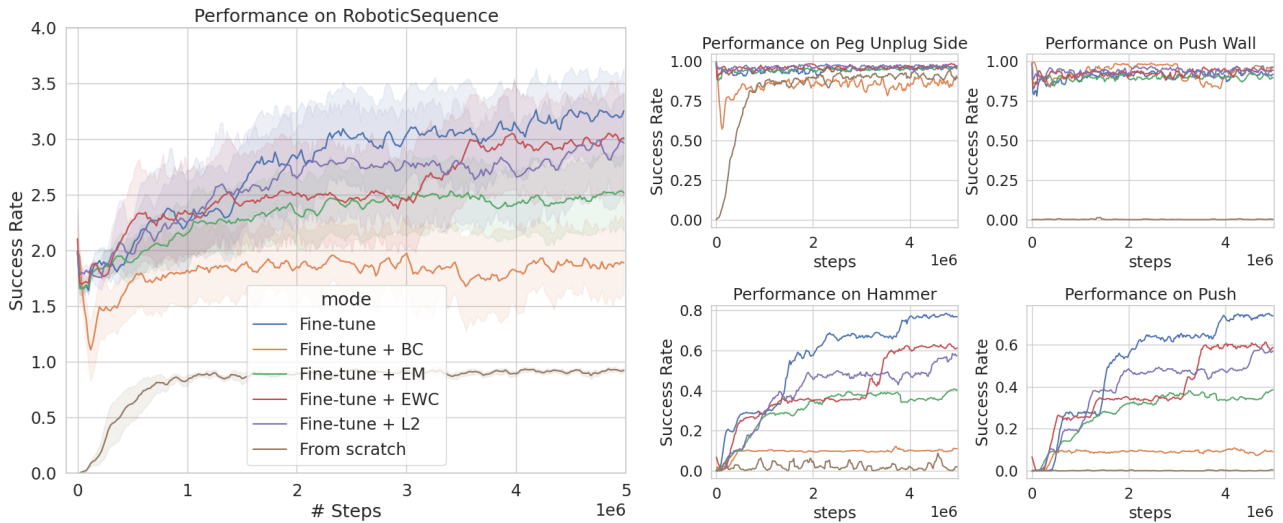 Performance on RoboticSequence
Success Rate
4.0
3.5
3.0
2.5
2.0
1.5
1.0
0.5
0.0
mode
Fine-tune
Fine-tune + BC
Fine-tune + EM
Fine-tune + EWC
Fine-tune + L2
From scratch
0 1 2 3 4 5
# Steps
1e6
Performance on Peg Unplug Side
Success Rate
1.00
0.75
0.50
0.25
0.00
0 2 4
steps
1e6
Performance on Push Wall
Success Rate
1.00
0.75
0.50
0.25
0.00
0 2 4
steps
1e6
Performance on Hammer
Success Rate
0.8
0.6
0.4
0.2
0.0
0 2 4
steps
1e6
Performance on Push
Success Rate
0.6
0.4
0.2
0.0
0 2 4
steps
1e6